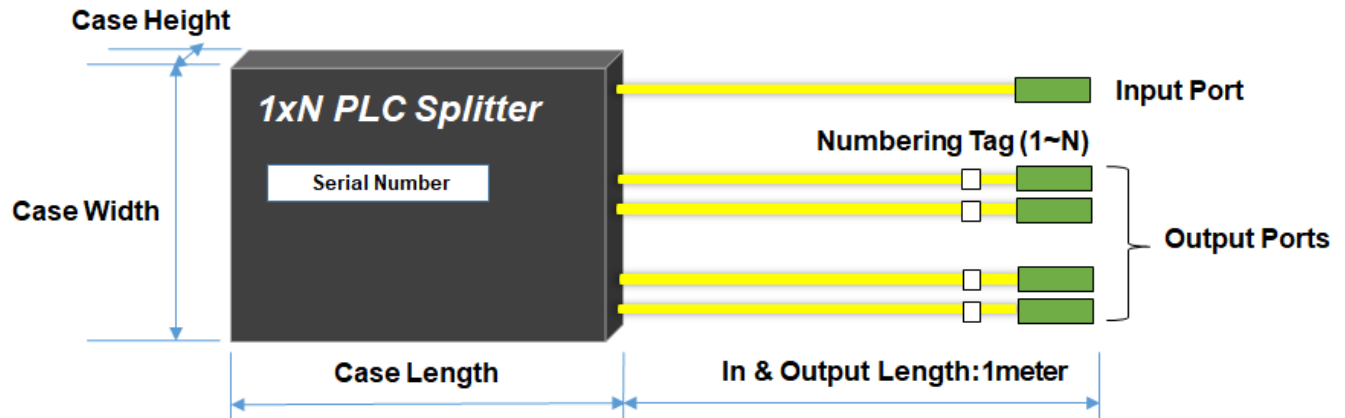 Case Height
1xN PLC Splitter
Input Port
Numbering Tag (1~N)
Serial Number
Case Width
Output Ports
Case Length
In & Output Length:1meter